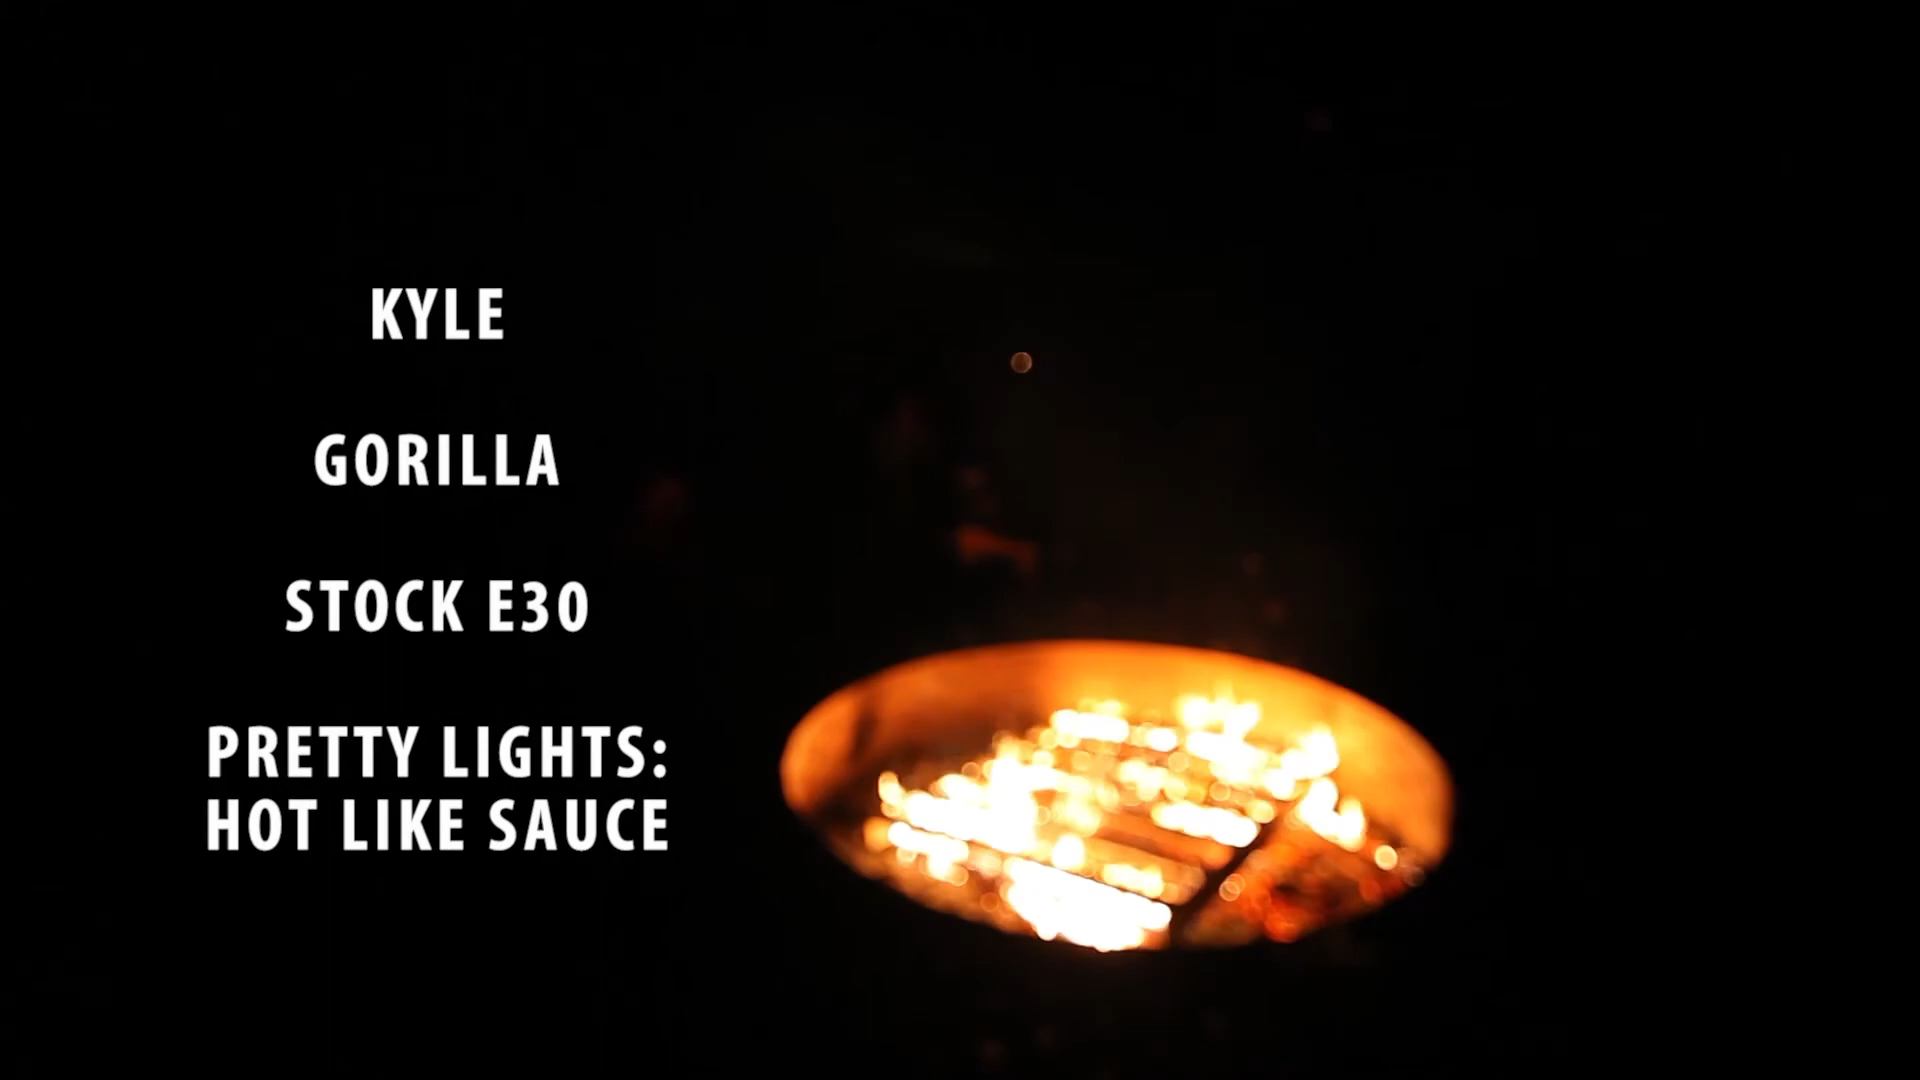 KYLE
GORILLA
STOCK E30
PRETTY LIGHTS:
HOT LIKE SAUCE